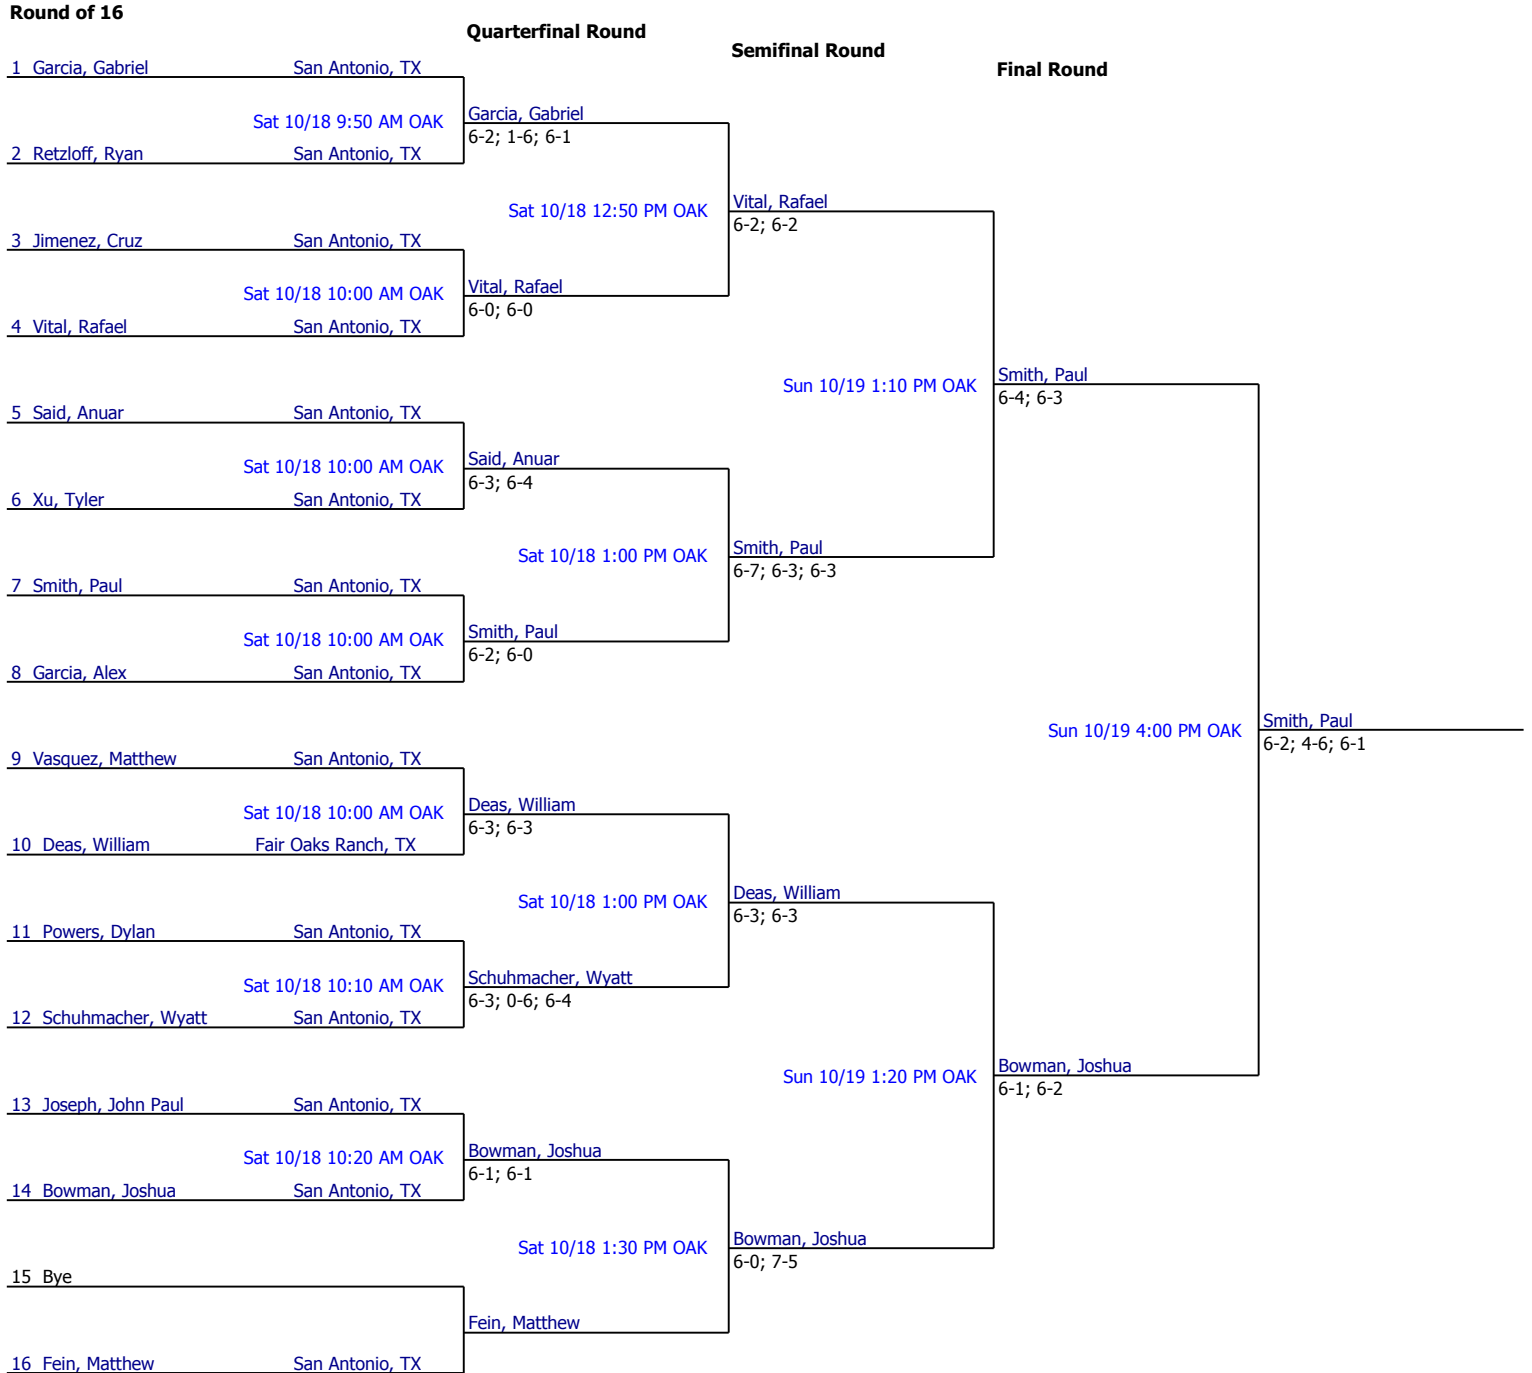 Round of 16
Quarterfinal Round
Semifinal Round
Final Round
1 Garcia, Gabriel San Antonio, TX
Sat 10/18 9:50 AM OAK
2 Retzloff, Ryan San Antonio, TX
3 Jimenez, Cruz San Antonio, TX
Sat 10/18 10:00 AM OAK
4 Vital, Rafael San Antonio, TX
5 Said, Anuar San Antonio, TX
Sat 10/18 10:00 AM OAK
6 Xu, Tyler San Antonio, TX
7 Smith, Paul San Antonio, TX
Sat 10/18 10:00 AM OAK
8 Garcia, Alex San Antonio, TX
9 Vasquez, Matthew San Antonio, TX
Sat 10/18 10:00 AM OAK
10 Deas, William Fair Oaks Ranch, TX
11 Powers, Dylan San Antonio, TX
Sat 10/18 10:10 AM OAK
12 Schuhmacher, Wyatt San Antonio, TX
13 Joseph, John Paul San Antonio, TX
Sat 10/18 10:20 AM OAK
14 Bowman, Joshua San Antonio, TX
15 Bye
16 Fein, Matthew San Antonio, TX
Garcia, Gabriel
6-2; 1-6; 6-1
Sat 10/18 12:50 PM OAK
Vital, Rafael
6-0; 6-0
Said, Anuar
6-3; 6-4
Sat 10/18 1:00 PM OAK
Smith, Paul
6-2; 6-0
Deas, William
6-3; 6-3
Sat 10/18 1:00 PM OAK
Schuhmacher, Wyatt
6-3; 0-6; 6-4
Bowman, Joshua
6-1; 6-1
Sat 10/18 1:30 PM OAK
Fein, Matthew
Vital, Rafael
6-2; 6-2
Sun 10/19 1:10 PM OAK
Smith, Paul
6-7; 6-3; 6-3
Deas, William
6-3; 6-3
Sun 10/19 1:20 PM OAK
Bowman, Joshua
6-0; 7-5
Smith, Paul
6-4; 6-3
Sun 10/19 4:00 PM OAK
Bowman, Joshua
6-1; 6-2
Smith, Paul
6-2; 4-6; 6-1